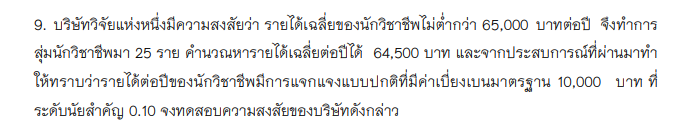 9. บริษัทวิจัยแห่งหนึ่งมีความสงสัยว่า รายได้เฉลี่ยของนักวิชาชีพไม่ต่ำกว่า 65,000 บาทต่อปี จึงทำการ
สุ่มนักวิชาชีพมา 25 ราย คำนวณหารายได้เฉลี่ยต่อปีได้ 64,500 บาท และจากประสบการณ์ที่ผ่านมาทำ
ให้ทราบว่ารายได้ต่อปีของนักวิชาชีพมีการแจกแจงแบบปกติที่มีค่าเบี่ยงเบนมาตรฐาน 10,000 บาท ที่
ระดับนัยสำคัญ 0.10 จงทดสอบความสงสัยของบริษัทดังกล่าว